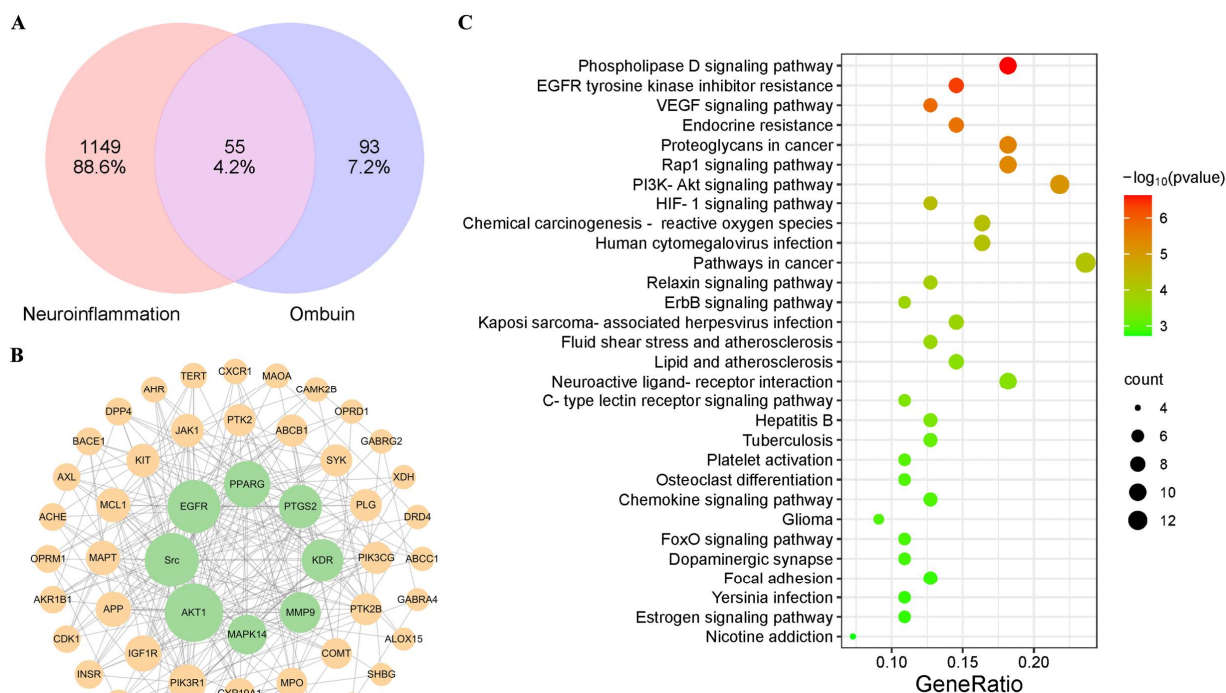 A
1149
88.6%
55
4.2%
93
7.2%
Neuroinflammation
Ombuin
B
TERT
CXCR1
MAOA
AHR
CAMK2B
DPP4
OPRD1
PTK2
JAK1
ABCB1
BACE1
GABRG2
KIT
SYK
AXL
PPARG
XDH
EGFR
PTGS2
MCL1
PLG
ACHE
DRD4
OPRM1
MAPT
Src
KDR
PIK3CG
ABCC1
AKR1B1
APP
AKT1
MMP9
PTK2B
GABRA4
MAPK14
CDK1
ALOX15
IGF1R
COMT
INSR
SHBG
PIK3R1
CYP19A1
MPO
C
Phospholipase D signaling pathway
EGFR tyrosine kinase inhibitor resistance
VEGF signaling pathway
Endocrine resistance
Proteoglycans in cancer
Rap1 signaling pathway
PI3K- Akt signaling pathway
HIF- 1 signaling pathway
Chemical carcinogenesis - reactive oxygen species
Human cytomegalovirus infection
Pathways in cancer
Relaxin signaling pathway
ErbB signaling pathway
Kaposi sarcoma- associated herpesvirus infection
Fluid shear stress and atherosclerosis
Lipid and atherosclerosis
Neuroactive ligand- receptor interaction
C- type lectin receptor signaling pathway
Hepatitis B
Tuberculosis
Platelet activation
Osteoclast differentiation
Chemokine signaling pathway
Glioma
FoxO signaling pathway
Dopaminergic synapse
Focal adhesion
Yersinia infection
Estrogen signaling pathway
Nicotine addiction
0.10
0.15
0.20
GeneRatio
−log10(pvalue)
6
5
4
3
count
4
6
8
10
12